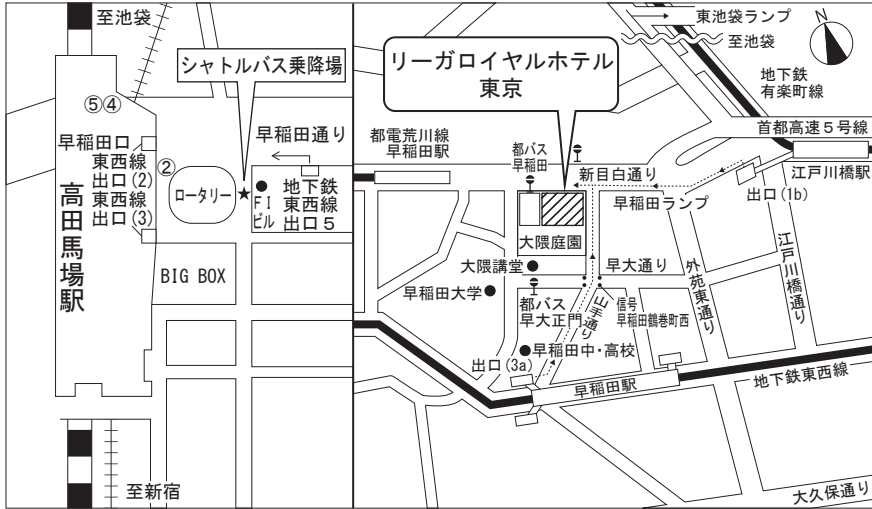 至池袋
シャトルバス乗降場
⑤④
早稲田口
東西線
出口(2)
東西線
出口(3)
②
ロータリー
★
早稲田通り
FI
ビル
地下鉄
東西線
出口5
高田馬場駅
BIG BOX
至新宿
リーガロイヤルホテル
東京
東池袋ランプ
至池袋
N
地下鉄
有楽町線
首都高速5号線
都電荒川線
早稲田駅
都バス
早稲田
新目白通り
江戸川橋駅
出口(1b)
早稲田ランプ
大隈庭園
大隈講堂
早大通り
早稲田大学
都バス
早大正門
山手通り
信号
早稲田鶴巻町西
外苑東通り
江戸川橋通り
早稲田中・高校
出口(3a)
早稲田駅
地下鉄東西線
大久保通り